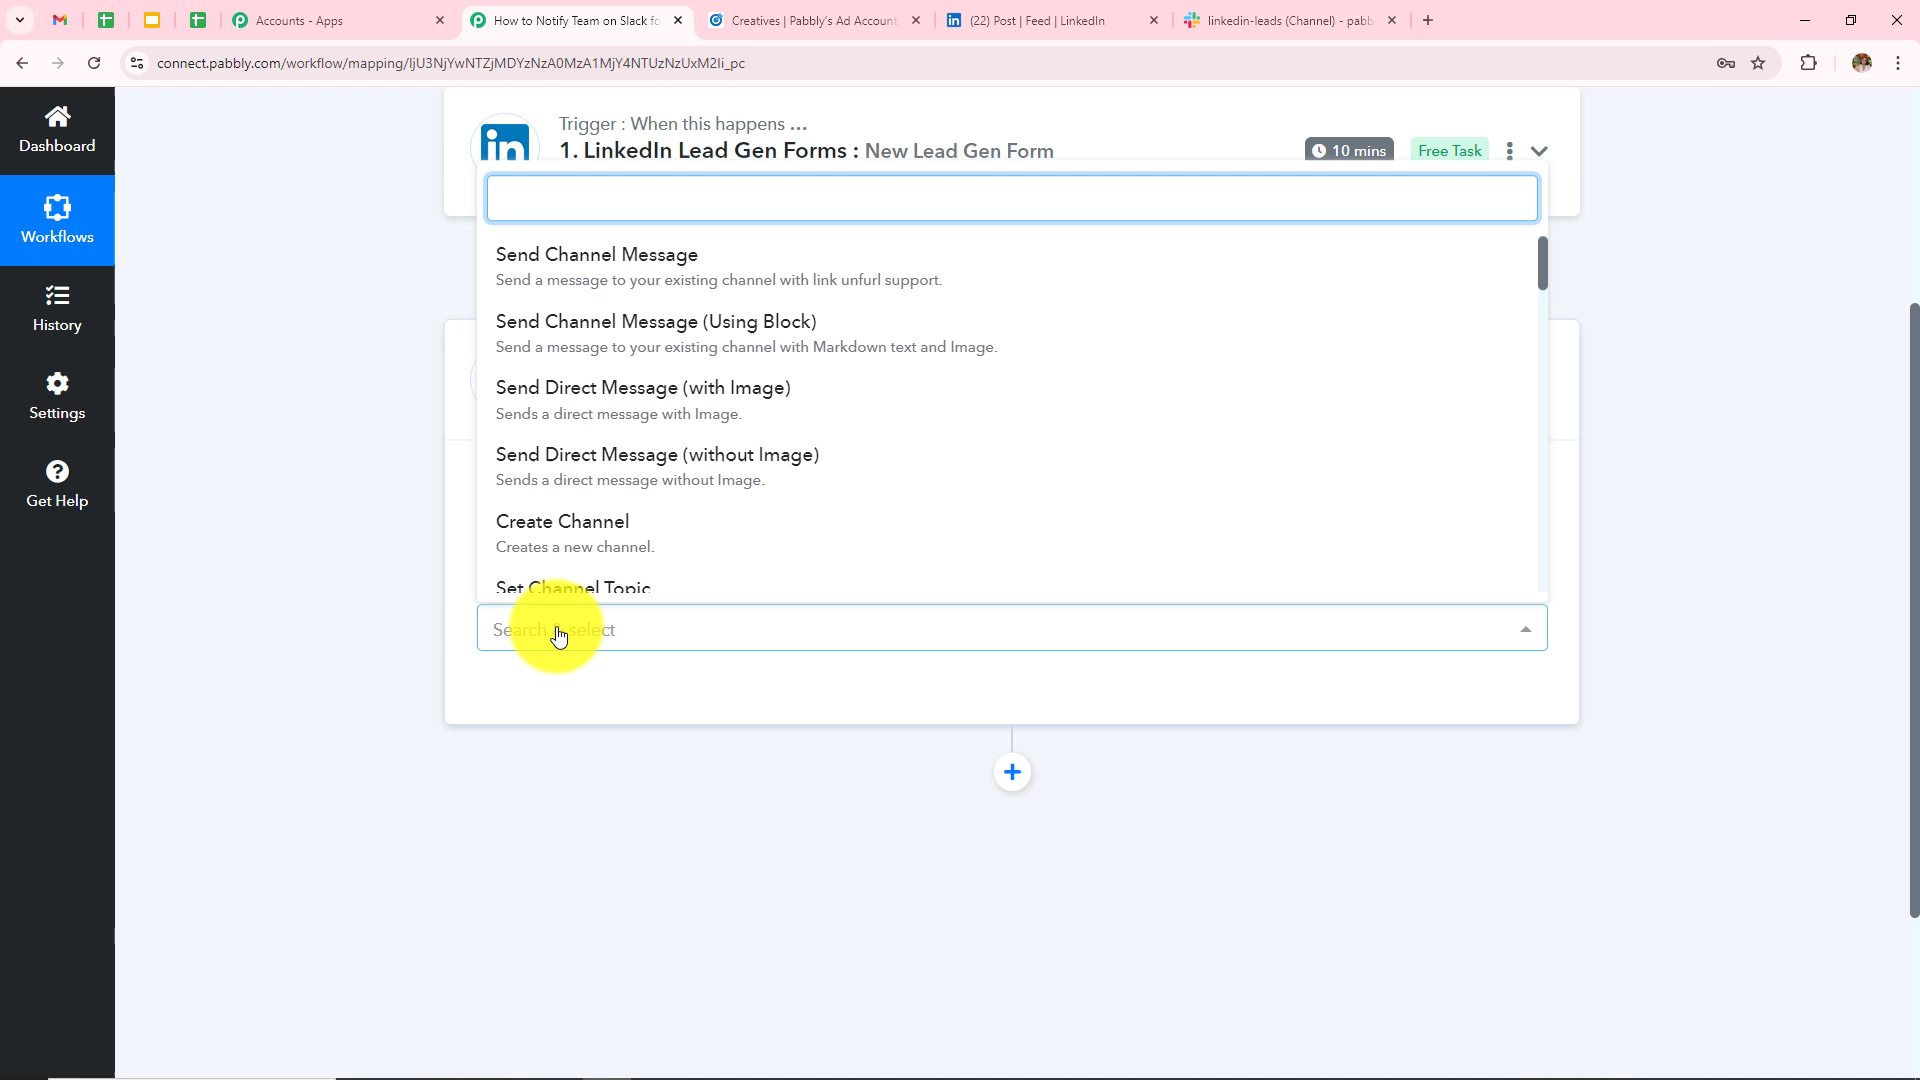 Accounts - Apps
How to Notify Team on Slack fo
Creatives | Pabbly's Ad Account
(22) Post | Feed | LinkedIn
linkedin-leads (Channel) - pabb
connect.pabbly.com/workflow/mapping/IjU3NjYwNTZjMDYzNzA0MzA1MjY4NTUzNzUxM2Ii_pc
Dashboard
Workflows
History
Settings
Get Help
Trigger : When this happens ...
1. LinkedIn Lead Gen Forms : New Lead Gen Form
10 mins
Free Task
Send Channel Message
Send a message to your existing channel with link unfurl support.
Send Channel Message (Using Block)
Send a message to your existing channel with Markdown text and Image.
Send Direct Message (with Image)
Sends a direct message with Image.
Send Direct Message (without Image)
Sends a direct message without Image.
Create Channel
Creates a new channel.
Set Channel Topic
Search & select